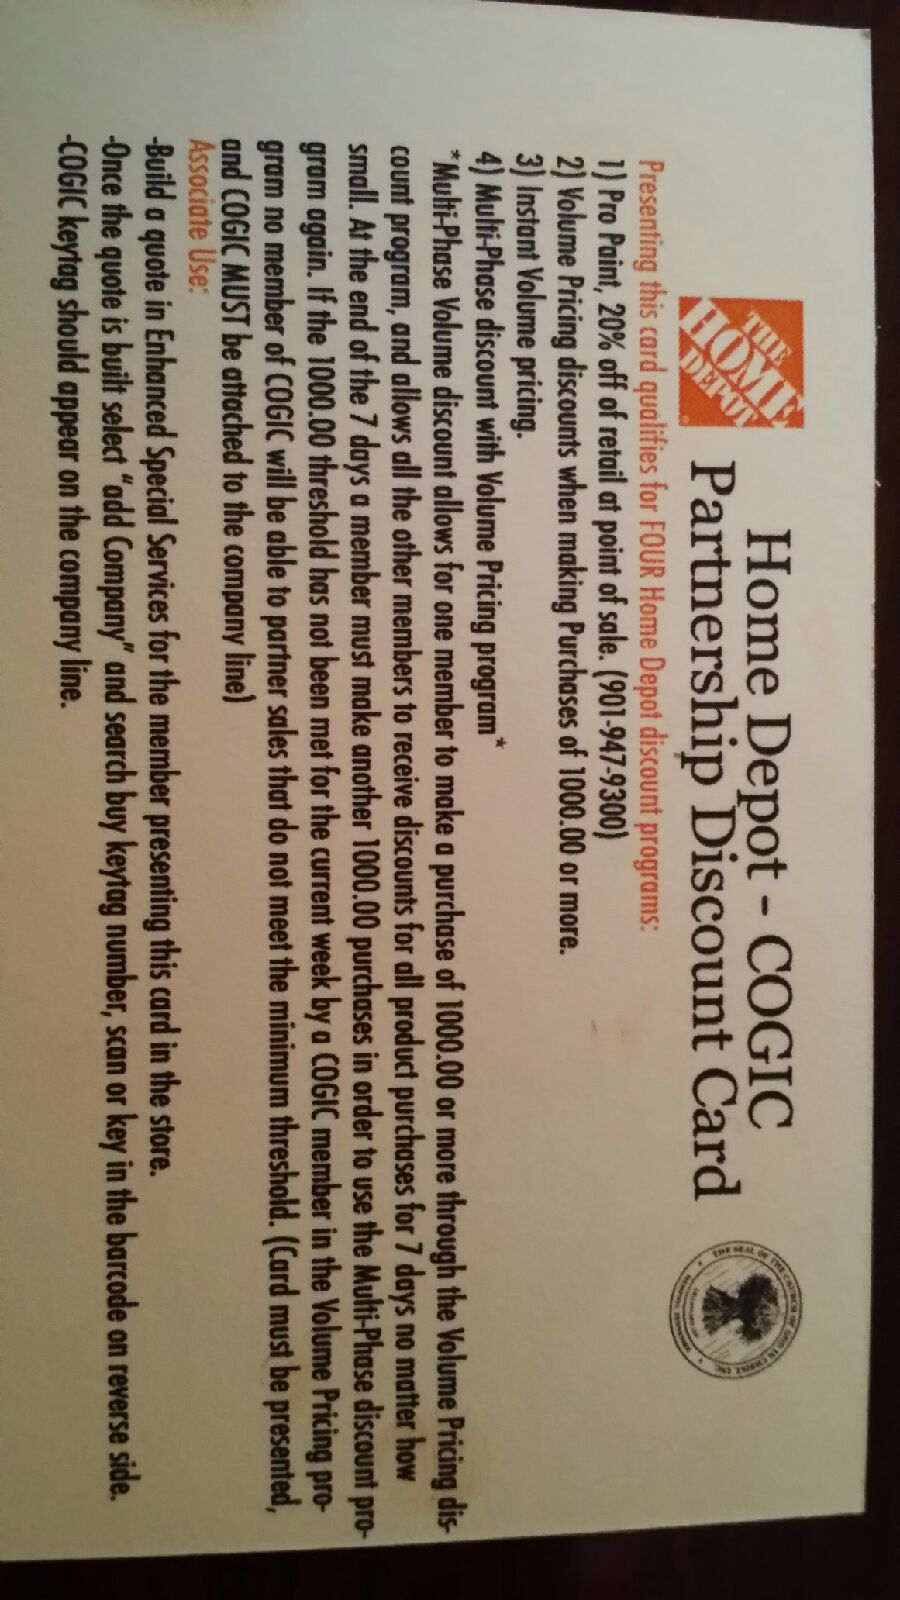 THE
HOME
DEPOT
Home Depot - COGIC
Partnership Discount Card
THE SEAL OF THE CHURCH OF GOD IN CHRIST INC.
Presenting this card qualifies for FOUR Home Depot discount programs:
1) Pro Paint, 20% off of retail at point of sale. (901-947-9300)
2) Volume Pricing discounts when making Purchases of 1000.00 or more.
3) Instant Volume pricing.
4) Multi-Phase discount with Volume Pricing program*
*Multi-Phase Volume discount allows for one member to make a purchase of 1000.00 or more through the Volume Pricing dis-
count program, and allows all the other members to receive discounts for all product purchases for 7 days no matter how
small. At the end of the 7 days a member must make another 1000.00 purchases in order to use the Multi-Phase discount pro-
gram again. If the 1000.00 threshold has not been met for the current week by a COGIC member in the Volume Pricing pro-
gram no member of COGIC will be able to partner sales that do not meet the minimum threshold. (Card must be presented,
and COGIC MUST be attached to the company line)
Associate Use:
-Build a quote in Enhanced Special Services for the member presenting this card in the store.
-Once the quote is built select "add Company" and search buy keytag number, scan or key in the barcode on reverse side.
-COGIC keytag should appear on the company line.